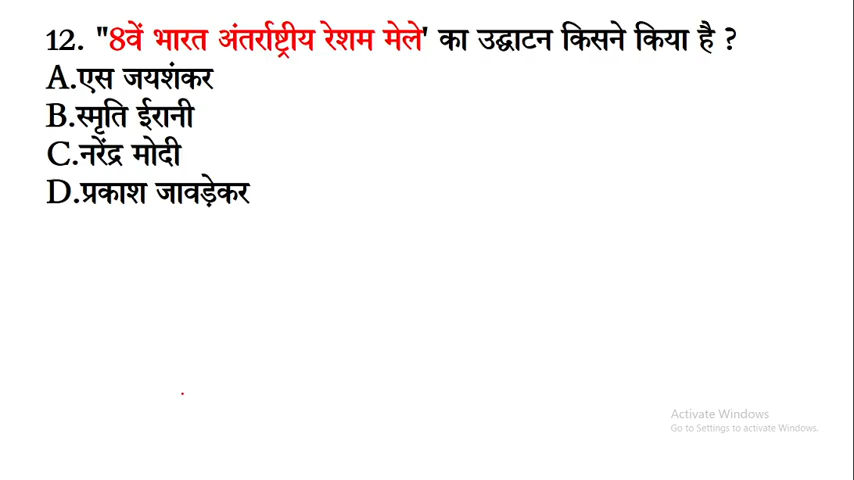 12. "8वें भारत अंतर्राष्ट्रीय रेशम मेले' का उद्घाटन किसने किया है ?
A.एस जयशंकर
B.स्मृति ईरानी
C.नरेंद्र मोदी
D.प्रकाश जावड़ेकर
Activate Windows
Go to Settings to activate Windows.